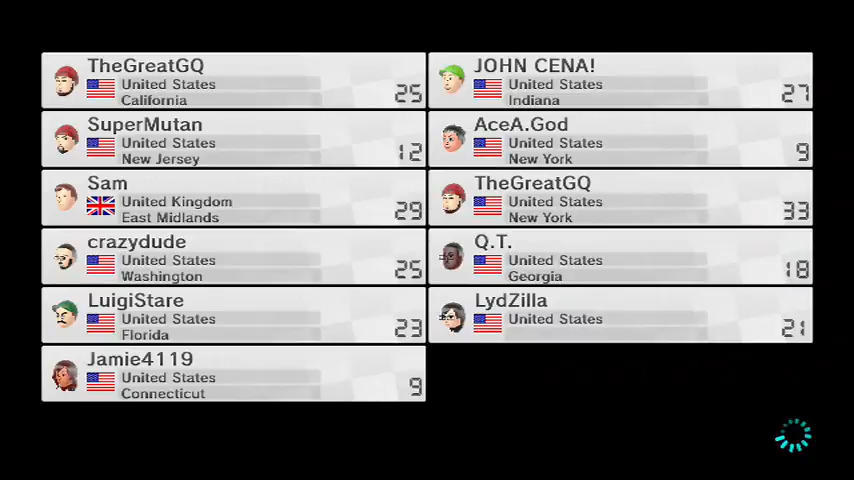 TheGreatGQ
United States
California
25
SuperMutan
United States
New Jersey
12
Sam
United Kingdom
East Midlands
29
crazydude
United States
Washington
25
LuigiStare
United States
Florida
23
Jamie4119
United States
Connecticut
9
JOHN CENA!
United States
Indiana
27
AceA.God
United States
New York
9
TheGreatGQ
United States
New York
33
Q.T.
United States
Georgia
18
LydZilla
United States
21